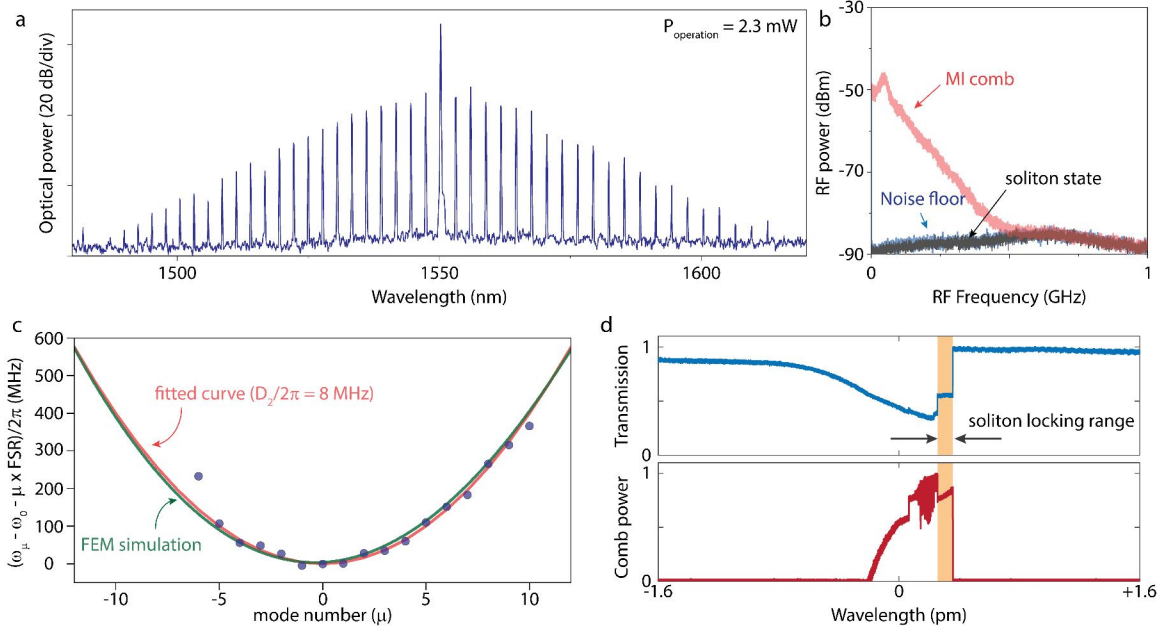 a
P_operation = 2.3 mW
Optical power (20 dB/div)
1500
1550
1600
Wavelength (nm)
b
-30
-50
-70
-90
RF power (dBm)
MI comb
soliton state
Noise floor
0
1
RF Frequency (GHz)
c
600
500
400
300
200
100
0
(ω_μ - ω_0 - μ x FSR)/2π (MHz)
fitted curve (D_2/2π = 8 MHz)
FEM simulation
-10
-5
0
5
10
mode number (μ)
d
1
0
Transmission
soliton locking range
1
0
Comb power
-1.6
0
+1.6
Wavelength (pm)